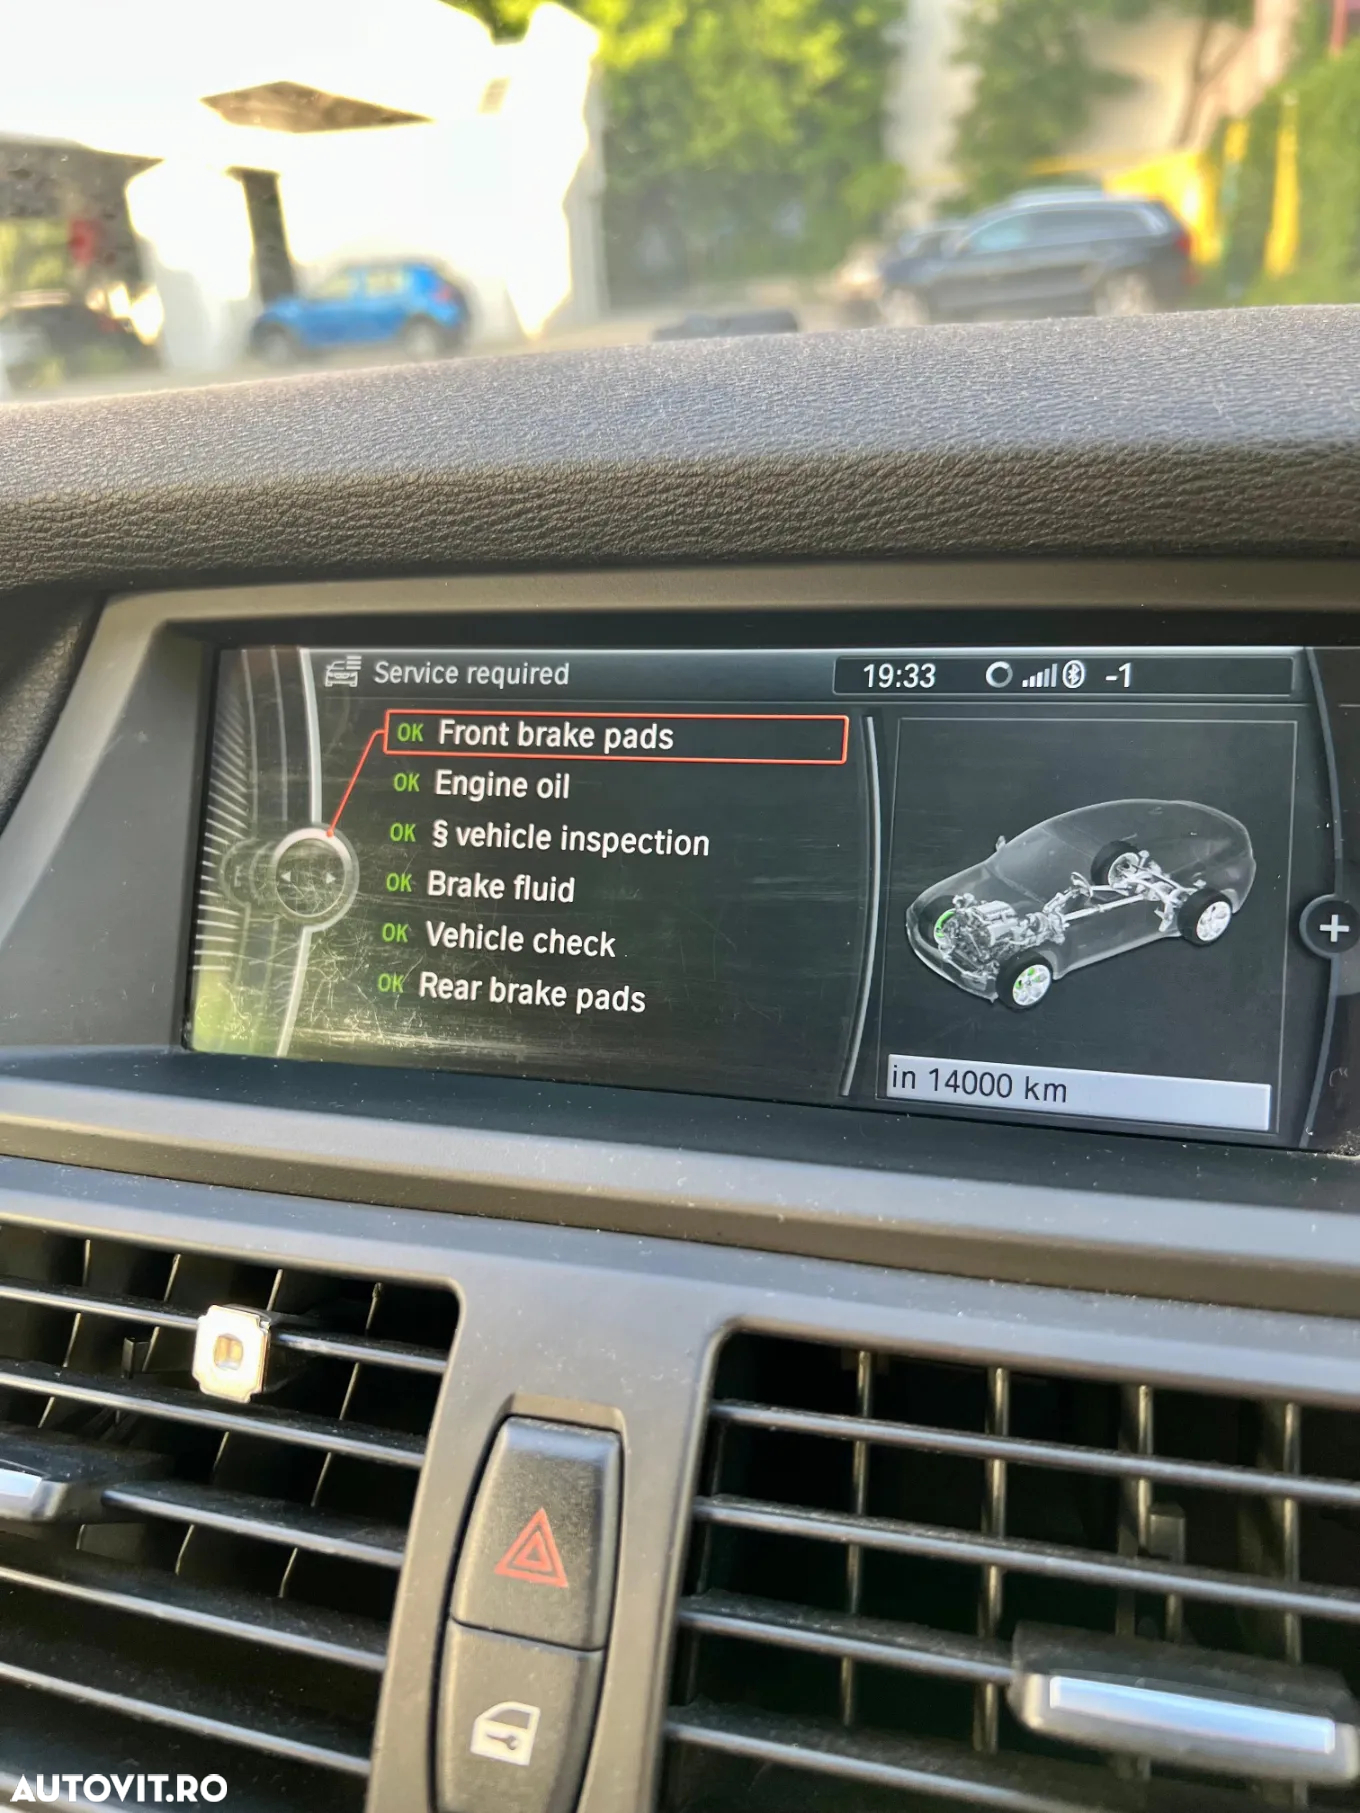 Service required
19:33 -1
OK Front brake pads
OK Engine oil
OK § vehicle inspection
OK Brake fluid
OK Vehicle check
OK Rear brake pads
in 14000 km
AUTOVIT.RO